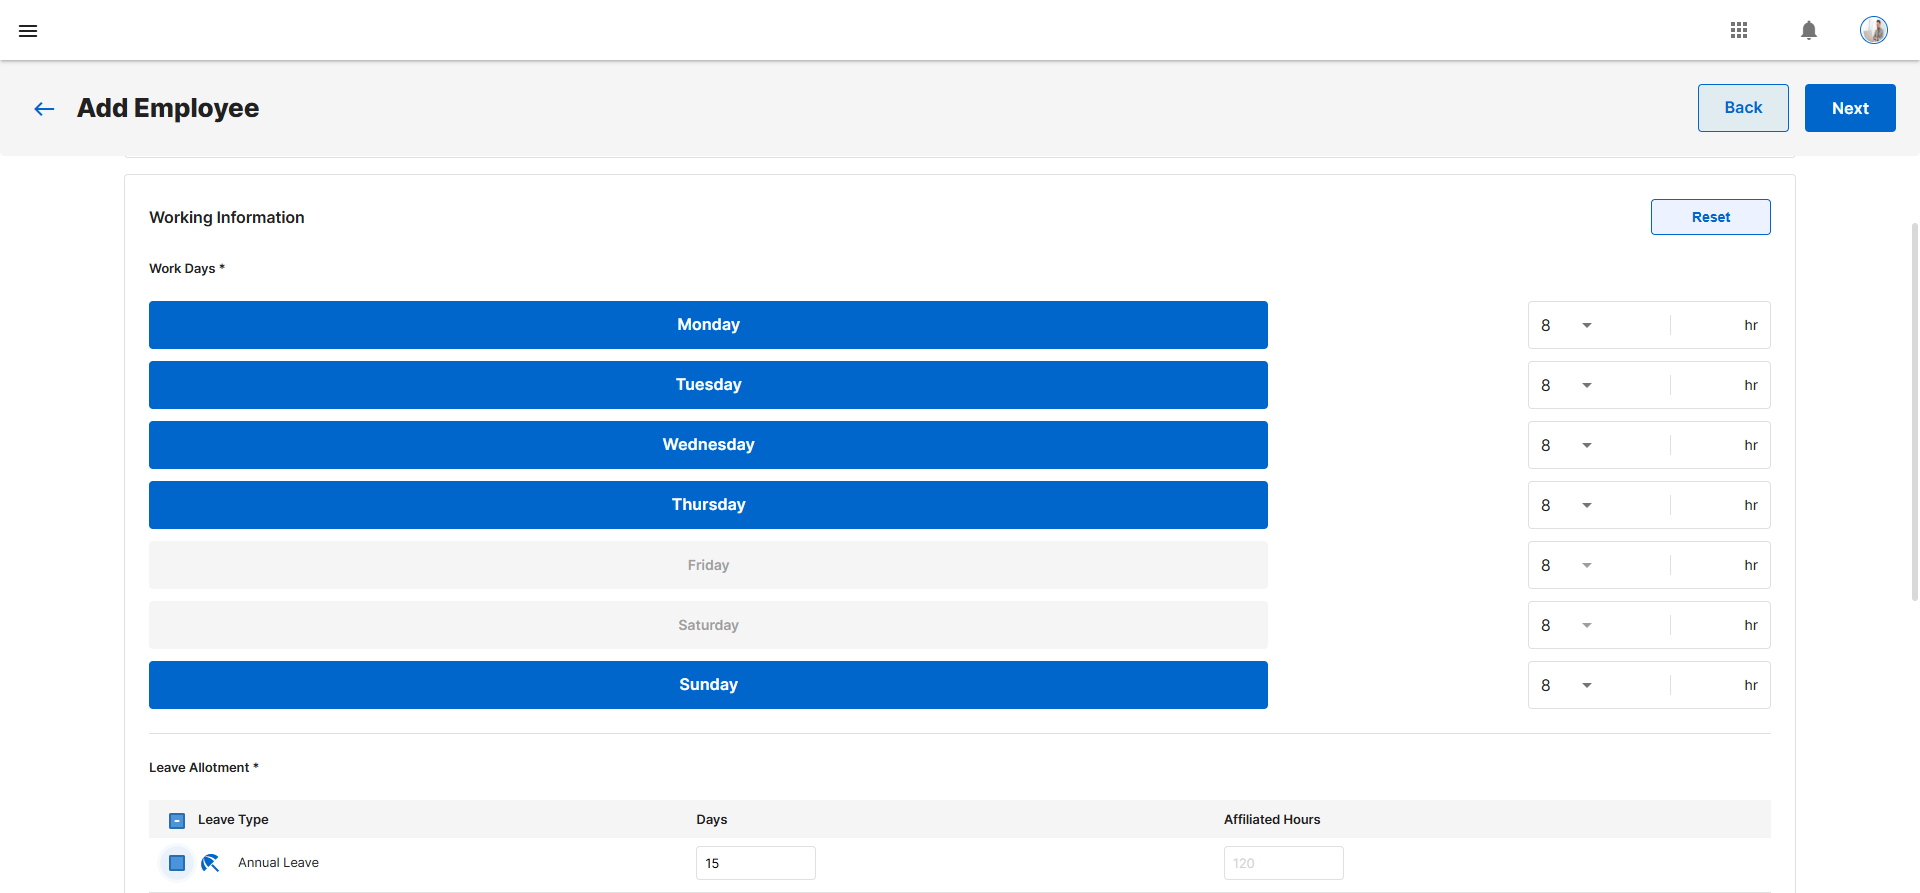 Add Employee
Back
Next
Working Information
Reset
Work Days *
Monday
8 hr
Tuesday
8 hr
Wednesday
8 hr
Thursday
8 hr
Friday
8 hr
Saturday
8 hr
Sunday
8 hr
Leave Allotment *
Leave Type Days Affiliated Hours
Annual Leave 15 120